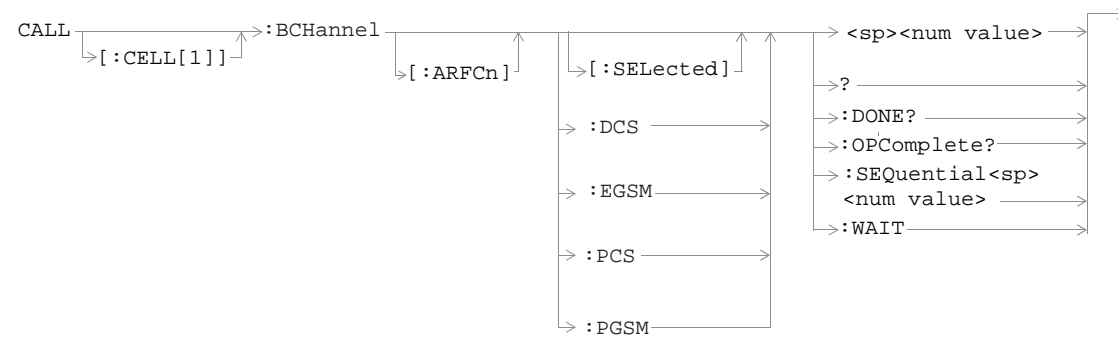 CALL
[:CELL[1]]
:BCHannel
[:ARFCn]
[:SELected]
:DCS
:EGSM
:PCS
:PGSM
<sp><num value>
?
:DONE?
:OPComplete?
:SEQuential<sp>
<num value>
:WAIT